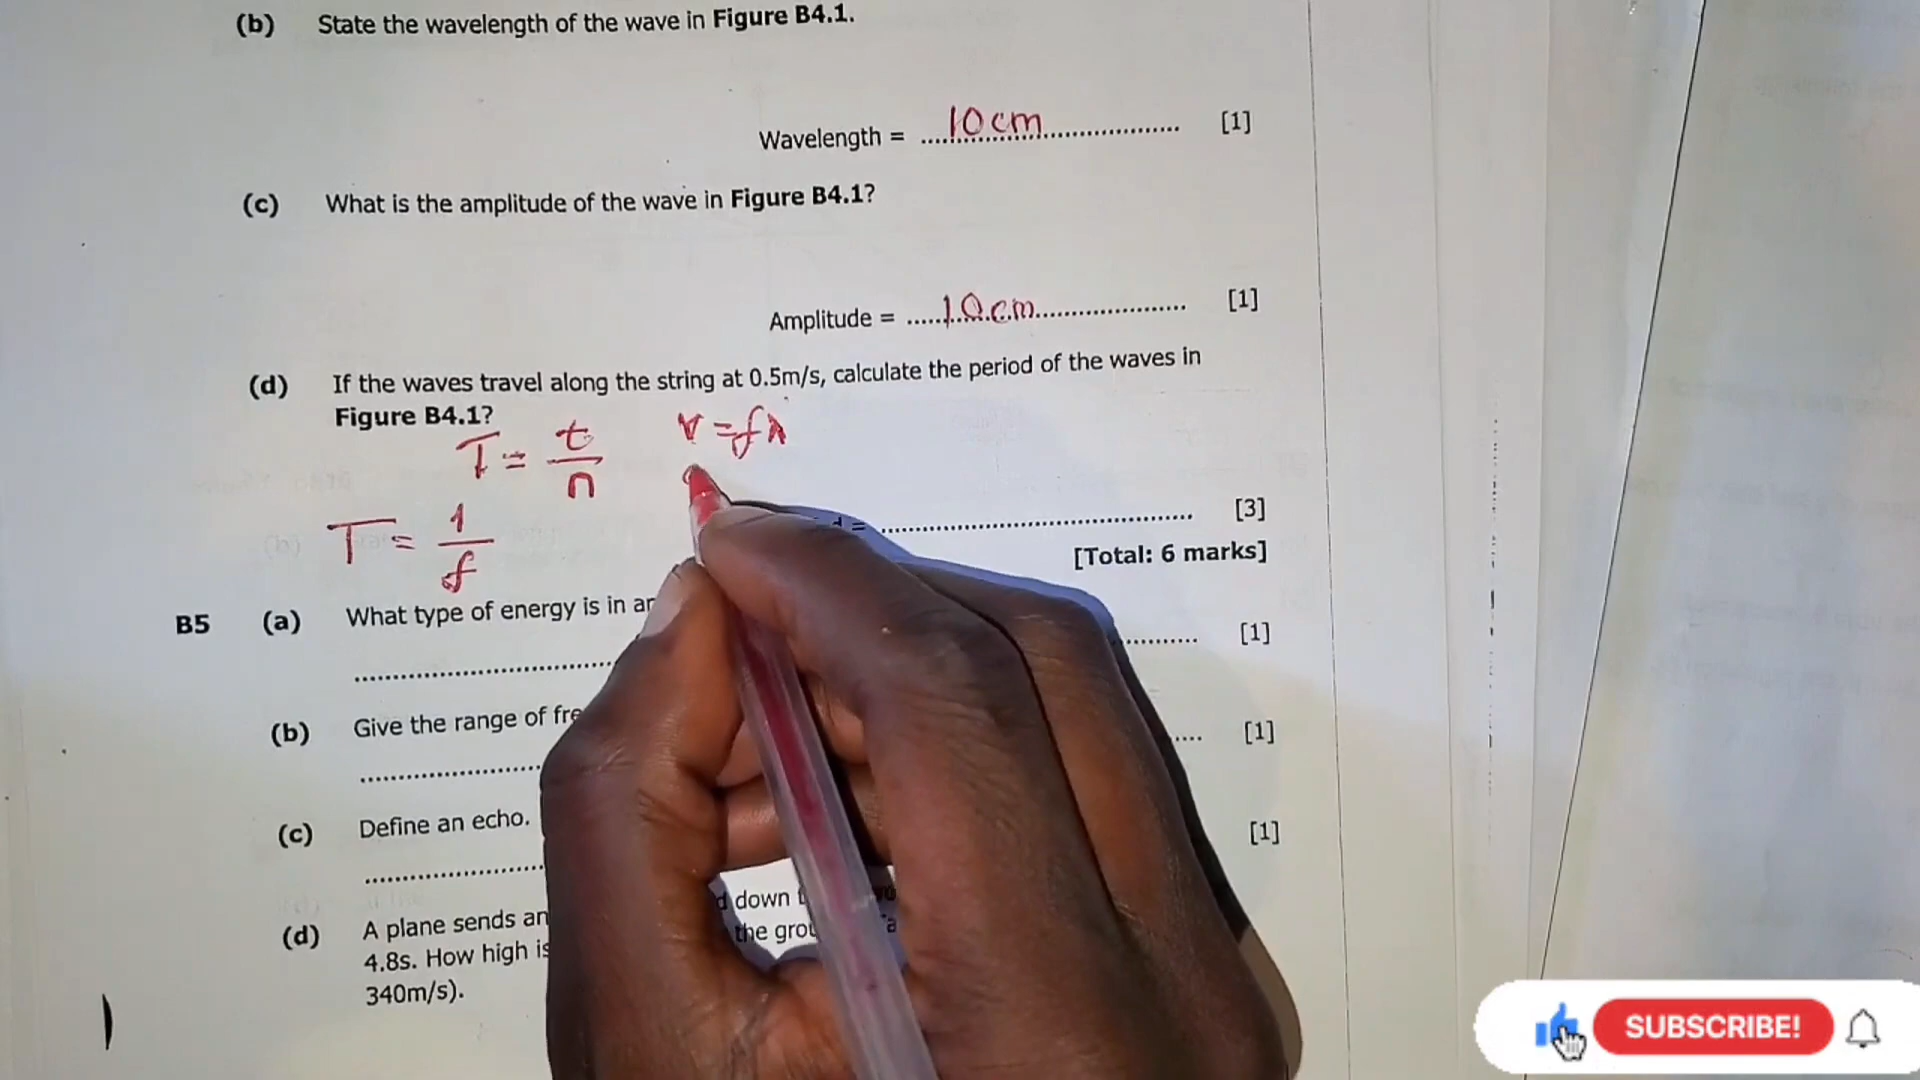 (b) State the wavelength of the wave in Figure B4.1.
Wavelength = ....10cm.... [1]
(c) What is the amplitude of the wave in Figure B4.1?
Amplitude = ....10cm.... [1]
(d) If the waves travel along the string at 0.5m/s, calculate the period of the waves in
Figure B4.1?
T = t/n v = fλ
T = 1/f
= .... [3]
[Total: 6 marks]
B5 (a) What type of energy is in
.... [1]
(b) Give the range of
.... [1]
(c) Define an echo.
.... [1]
(d) A plane sends down
4.8s. How high the
340m/s).
SUBSCRIBE!